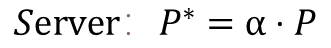 Server: P* = α · P